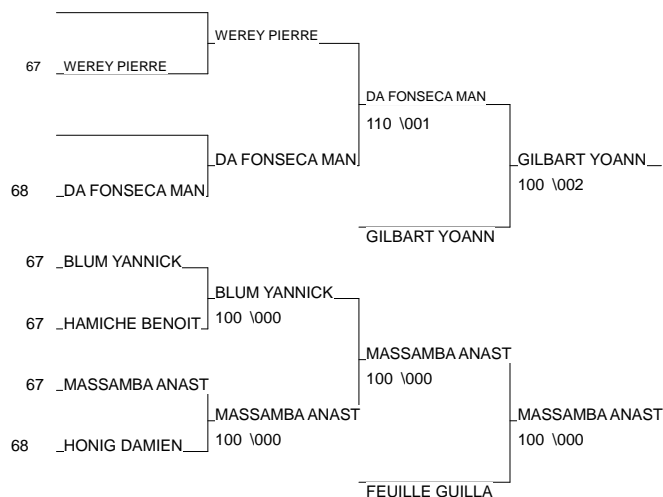 WEREY PIERRE
67 WEREY PIERRE
DA FONSECA MAN
110 \001
DA FONSECA MAN
GILBART YOANN
100 \002
68 DA FONSECA MAN
GILBART YOANN
67 BLUM YANNICK
BLUM YANNICK
100 \000
67 HAMICHE BENOIT
MASSAMBA ANAST
100 \000
67 MASSAMBA ANAST
MASSAMBA ANAST
100 \000
MASSAMBA ANAST
100 \000
68 HONIG DAMIEN
FEUILLE GUILLA